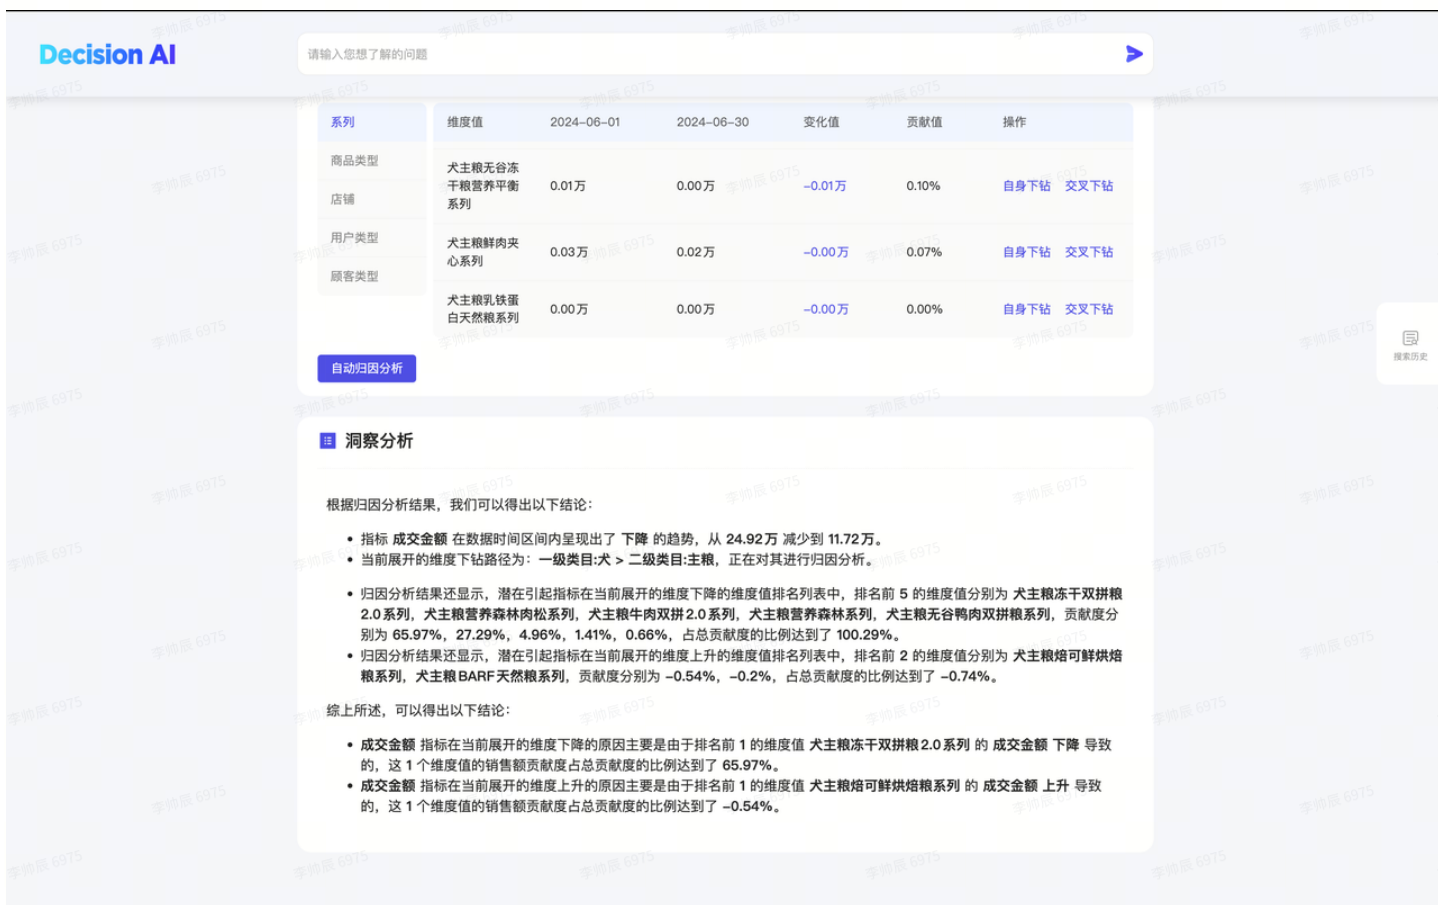 Decision AI
请输入您想了解的问题
系列 维度值 2024-06-01 2024-06-30 变化值 贡献值 操作
商品类型
店铺
用户类型
顾客类型
犬主粮无谷冻
干粮营养平衡
系列
0.01万 0.00万 -0.01万 0.10% 自身下钻 交叉下钻
犬主粮鲜肉夹
心系列
0.03万 0.02万 -0.00万 0.07% 自身下钻 交叉下钻
犬主粮乳铁蛋
白天然粮系列
0.00万 0.00万 -0.00万 0.00% 自身下钻 交叉下钻
自动归因分析
搜索历史
洞察分析
根据归因分析结果，我们可以得出以下结论：
• 指标 成交金额 在数据时间区间内呈现出了 下降 的趋势，从 24.92万 减少到 11.72万。
• 当前展开的维度下钻路径为：一级类目:犬 > 二级类目:主粮，正在对其进行归因分析。
• 归因分析结果还显示，潜在引起指标在当前展开的维度下降的维度值排名列表中，排名前 5 的维度值分别为 犬主粮冻干双拼粮
2.0系列，犬主粮营养森林肉松系列，犬主粮牛肉双拼2.0系列，犬主粮营养森林系列，犬主粮无谷鸭肉双拼粮系列，贡献度分
别为 65.97%，27.29%，4.96%，1.41%，0.66%，占总贡献度的比例达到了 100.29%。
• 归因分析结果还显示，潜在引起指标在当前展开的维度上升的维度值排名列表中，排名前 2 的维度值分别为 犬主粮焙可鲜烘焙
粮系列，犬主粮BARF天然粮系列，贡献度分别为 -0.54%，-0.2%，占总贡献度的比例达到了 -0.74%。
综上所述，可以得出以下结论：
• 成交金额 指标在当前展开的维度下降的原因主要是由于排名前 1 的维度值 犬主粮冻干双拼粮2.0系列 的 成交金额 下降 导致
的，这 1 个维度值的销售额贡献度占总贡献度的比例达到了 65.97%。
• 成交金额 指标在当前展开的维度上升的原因主要是由于排名前 1 的维度值 犬主粮焙可鲜烘焙粮系列 的 成交金额 上升 导致
的，这 1 个维度值的销售额贡献度占总贡献度的比例达到了 -0.54%。
李帅辰 6975